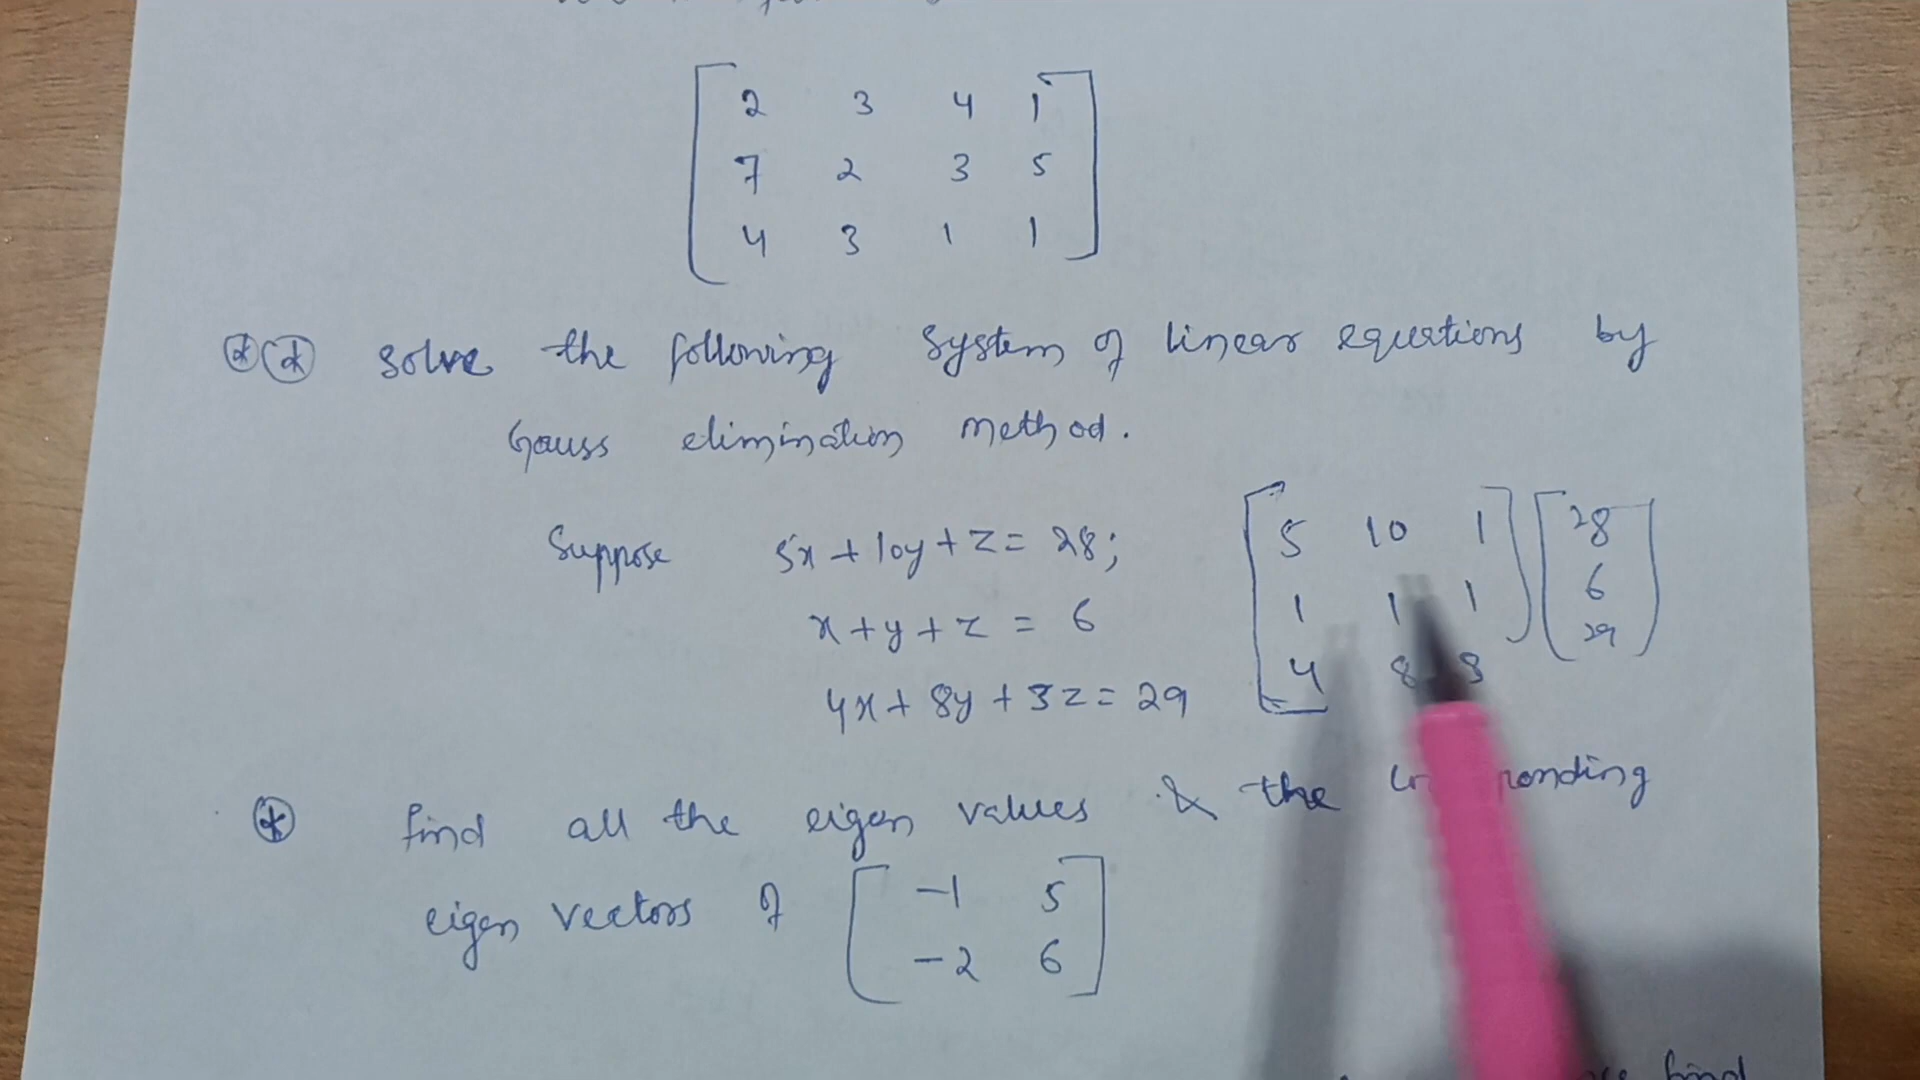 2 3 4 1
7 2 3 5
4 3 1 1
solve the following system of linear equations by
Gauss elimination method.
Suppose 5x + 10y + z = 28;
x + y + z = 6
4x + 8y + 3z = 29
5 10 1 28
1 1 1 6
4 8 3 29
find all the eigen values & the
eigen vectors of
-1 5
-2 6
find